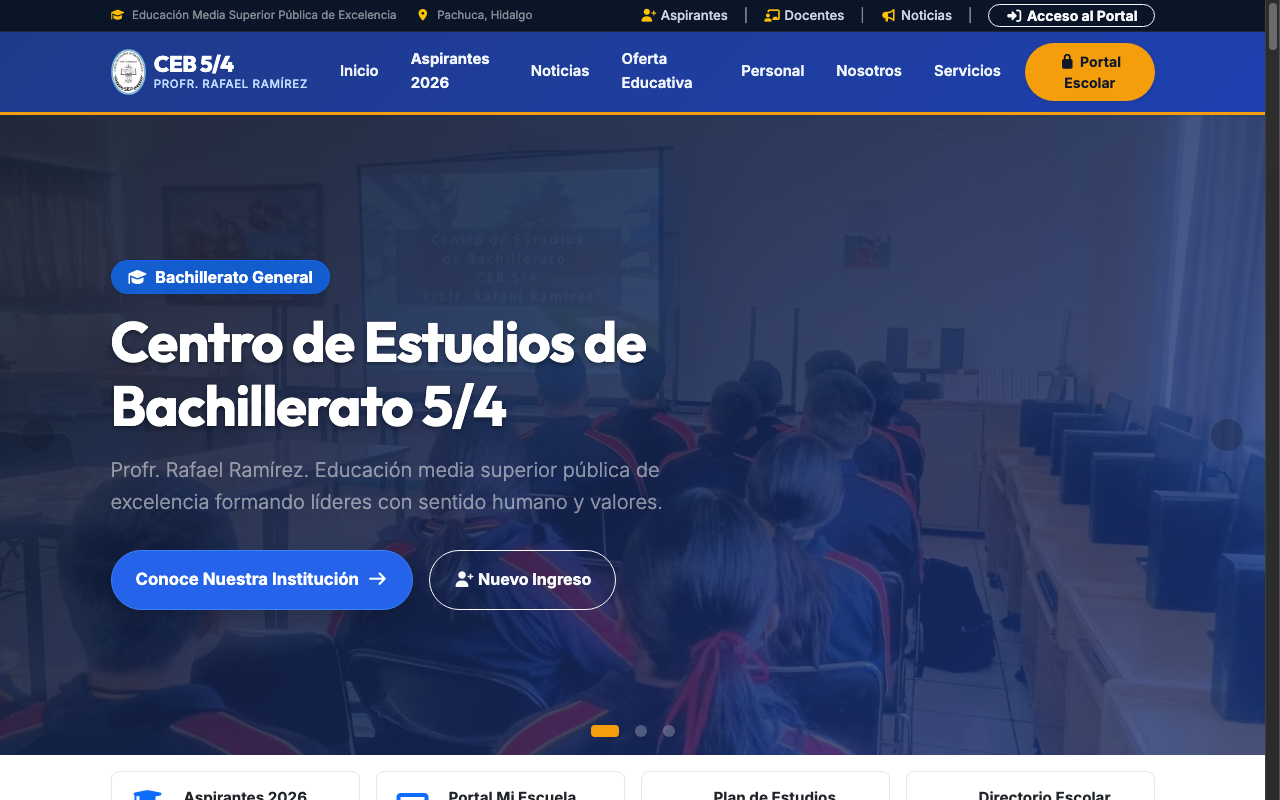 Educación Media Superior Pública de Excelencia
Pachuca, Hidalgo
Aspirantes
Docentes
Noticias
Acceso al Portal
CEB 5/4
PROFR. RAFAEL RAMÍREZ
Inicio
Aspirantes
2026
Noticias
Oferta
Educativa
Personal
Nosotros
Servicios
Portal
Escolar
Centro de Estudios
de Bachillerato
CEB 5/4
"Profr. Rafael Ramírez"
Bachillerato General
Centro de Estudios de
Bachillerato 5/4
Profr. Rafael Ramírez. Educación media superior pública de
excelencia formando líderes con sentido humano y valores.
Conoce Nuestra Institución
Nuevo Ingreso
Aspirantes 2026
Portal Mi Escuela
Plan de Estudios
Directorio Escolar